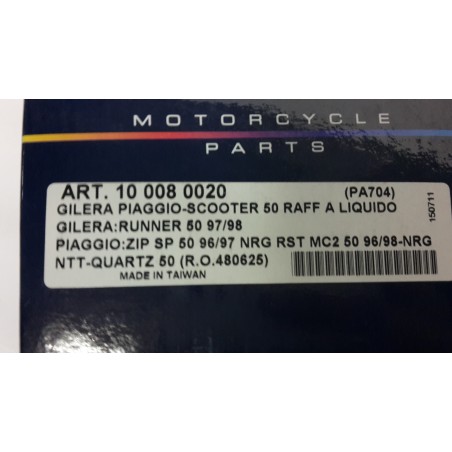 MOTORCYCLE
PARTS
ART. 10 008 0020 (PA704)
GILERA PIAGGIO-SCOOTER 50 RAFF A LIQUIDO
GILERA:RUNNER 50 97/98
PIAGGIO:ZIP SP 50 96/97 NRG RST MC2 50 96/98-NRG
NTT-QUARTZ 50 (R.O.480625)
MADE IN TAIWAN
150711